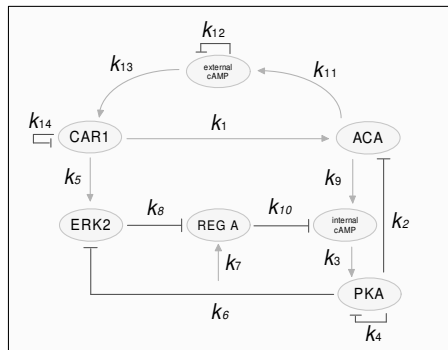 k12
external
cAMP
k13
k11
k14
CAR1
k1
ACA
k5
k9
ERK2
k8
REG A
k10
internal
cAMP
k2
k7
k3
k6
PKA
k4